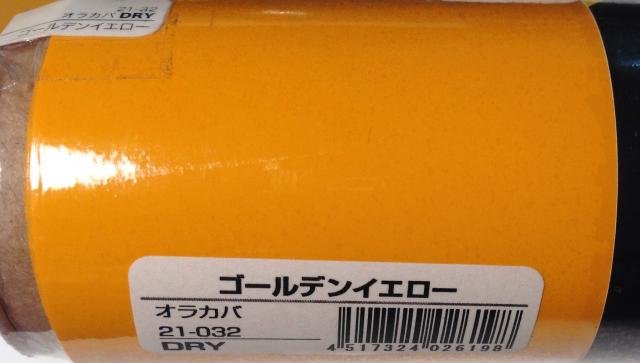 21-32
オラカバ DRY
ゴールデンイエロー
ゴールデンイエロー
オラカバ
21-032
DRY
4 517324 026198